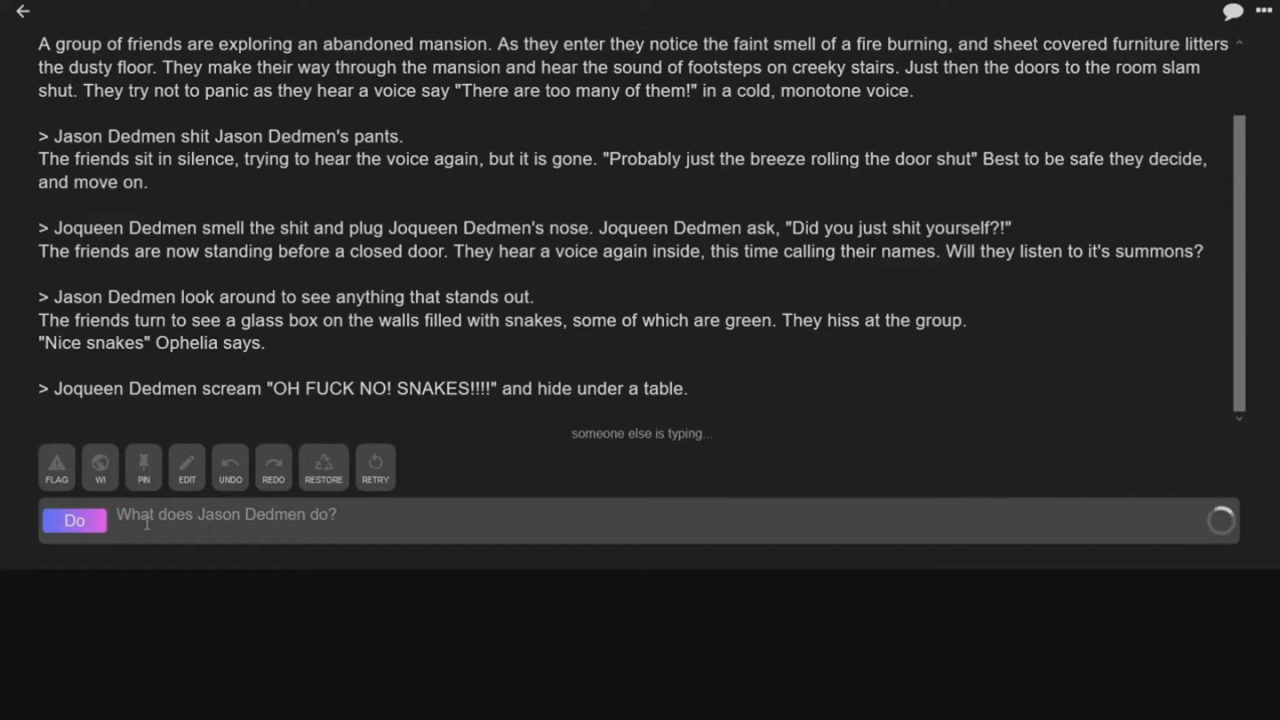 A group of friends are exploring an abandoned mansion. As they enter they notice the faint smell of a fire burning, and sheet covered furniture litters
the dusty floor. They make their way through the mansion and hear the sound of footsteps on creeky stairs. Just then the doors to the room slam
shut. They try not to panic as they hear a voice say "There are too many of them!" in a cold, monotone voice.
> Jason Dedmen shit Jason Dedmen's pants.
The friends sit in silence, trying to hear the voice again, but it is gone. "Probably just the breeze rolling the door shut" Best to be safe they decide,
and move on.
> Joqueen Dedmen smell the shit and plug Joqueen Dedmen's nose. Joqueen Dedmen ask, "Did you just shit yourself?!"
The friends are now standing before a closed door. They hear a voice again inside, this time calling their names. Will they listen to it's summons?
> Jason Dedmen look around to see anything that stands out.
The friends turn to see a glass box on the walls filled with snakes, some of which are green. They hiss at the group.
"Nice snakes" Ophelia says.
> Joqueen Dedmen scream "OH FUCK NO! SNAKES!!!!" and hide under a table.
someone else is typing...
FLAG WI PIN EDIT UNDO REDO RESTORE RETRY
Do What does Jason Dedmen do?